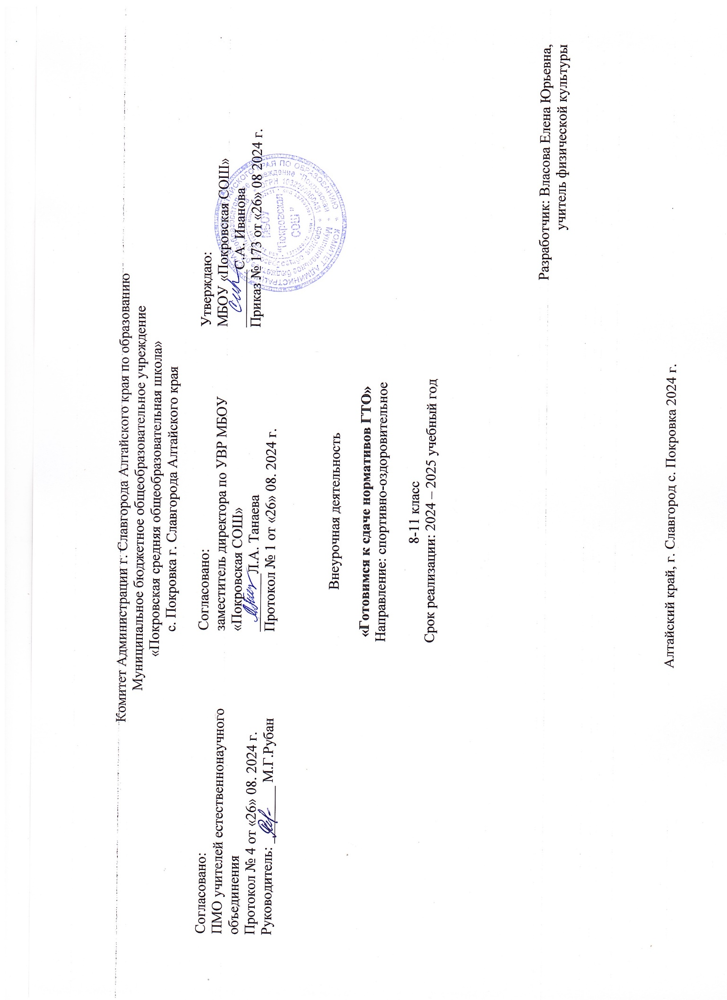 Комитет Администрации г. Славгорода Алтайского края по образованию
Муниципальное бюджетное общеобразовательное учреждение
«Покровская средняя общеобразовательная школа»
с. Покровка г. Славгорода Алтайского края
Согласовано:
ПМО учителей естественнонаучного
объединения
Протокол № 4 от «26» 08. 2024 г.
Руководитель: М.Г.Рубан
Согласовано:
заместитель директора по УВР МБОУ
«Покровская СОШ»
Л.А. Танаева
Протокол № 1 от «26» 08. 2024 г.
Утверждаю:
МБОУ «Покровская СОШ»
С.А. Иванова
Приказ № 173 от «26» 08 2024 г.
МБОУ
"Покровская
СОШ"
Внеурочная деятельность
«Готовимся к сдаче нормативов ГТО»
Направление: спортивно-оздоровительное
8-11 класс
Срок реализации: 2024 – 2025 учебный год
Разработчик: Власова Елена Юрьевна,
учитель физической культуры
Алтайский край, г. Славгород с. Покровка 2024 г.